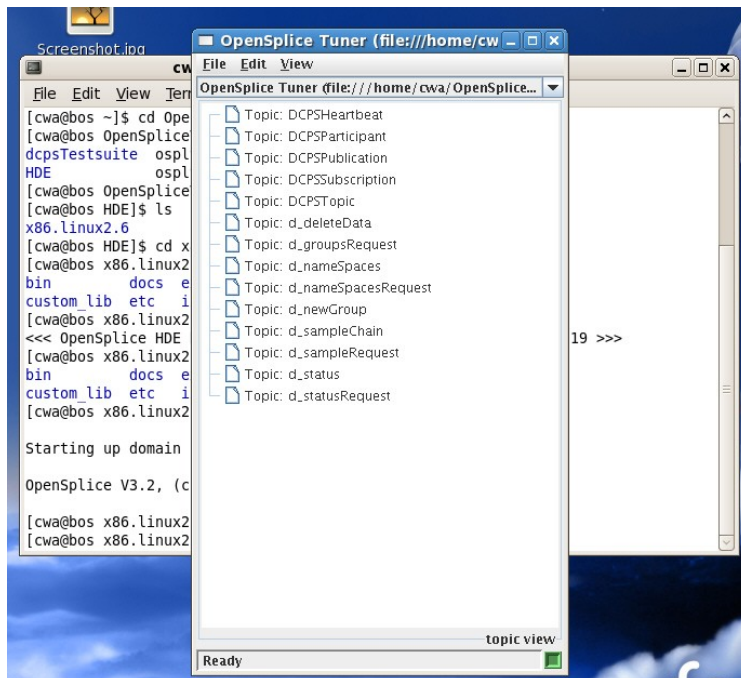 Screenshot.jpg
OpenSplice Tuner (file:///home/cw
File Edit View
OpenSplice Tuner (file:///home/cwa/OpenSplice...
Topic: DCPSHeartbeat
Topic: DCPSParticipant
Topic: DCPSPublication
Topic: DCPSSubscription
Topic: DCPSTopic
Topic: d_deleteData
Topic: d_groupsRequest
Topic: d_nameSpaces
Topic: d_nameSpacesRequest
Topic: d_newGroup
Topic: d_sampleChain
Topic: d_sampleRequest
Topic: d_status
Topic: d_statusRequest
topic view
Ready
cw
File Edit View Ter
[cwa@bos ~]$ cd Ope
[cwa@bos OpenSplice
dcpsTestsuite ospl
HDE ospl
[cwa@bos OpenSplice
[cwa@bos HDE]$ ls
x86.linux2.6
[cwa@bos HDE]$ cd x
[cwa@bos x86.linux2
bin docs e
custom_lib etc i
[cwa@bos x86.linux2
<<< OpenSplice HDE 19 >>>
[cwa@bos x86.linux2
bin docs e
custom_lib etc i
[cwa@bos x86.linux2
Starting up domain
OpenSplice V3.2, (c
[cwa@bos x86.linux2
[cwa@bos x86.linux2